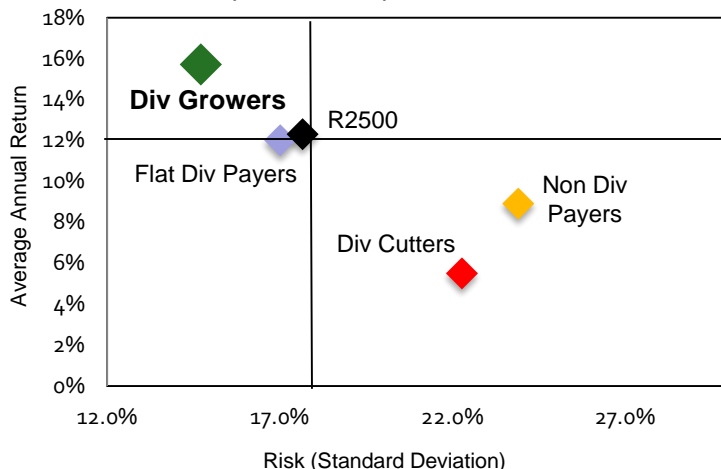 18%
16%
14%
12%
10%
8%
6%
4%
2%
0%
Average Annual Return
Div Growers
R2500
Flat Div Payers
Non Div
Payers
Div Cutters
12.0%
17.0%
22.0%
27.0%
Risk (Standard Deviation)